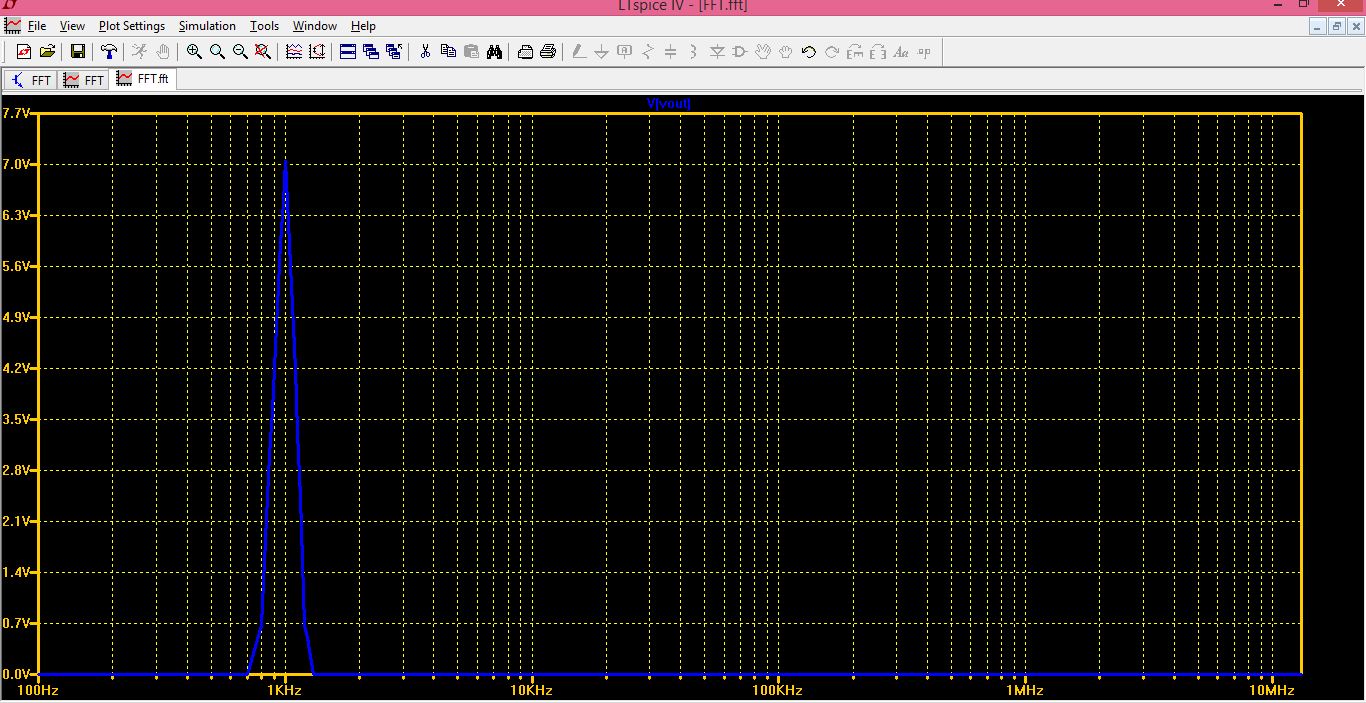 LTspice IV - [FFT.fft]
File View Plot Settings Simulation Tools Window Help
Aa .op
FFT FFT FFT.fft
V[vout]
7.7V
7.0V
6.3V
5.6V
4.9V
4.2V
3.5V
2.8V
2.1V
1.4V
0.7V
0.0V
100Hz 1KHz 10KHz 100KHz 1MHz 10MHz